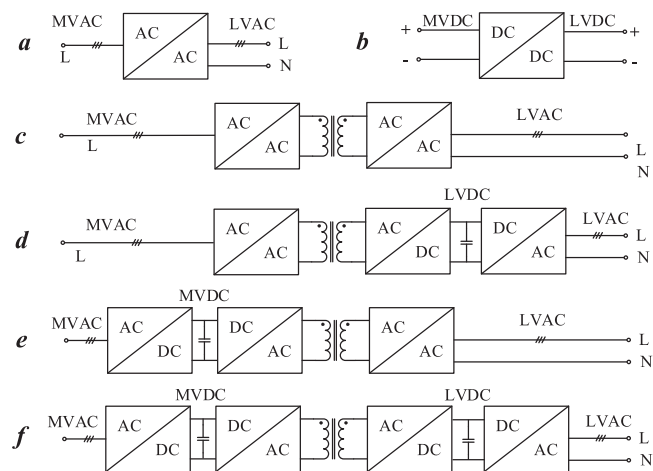 a MVAC L AC AC LVAC L N
b + - MVDC DC DC LVDC + -
c MVAC L AC AC AC AC LVAC L N
d MVAC L AC AC AC DC LVDC DC AC LVAC L N
e MVAC AC DC MVDC DC AC AC AC LVAC L N
f MVAC AC DC MVDC DC AC AC DC LVDC DC AC LVAC L N